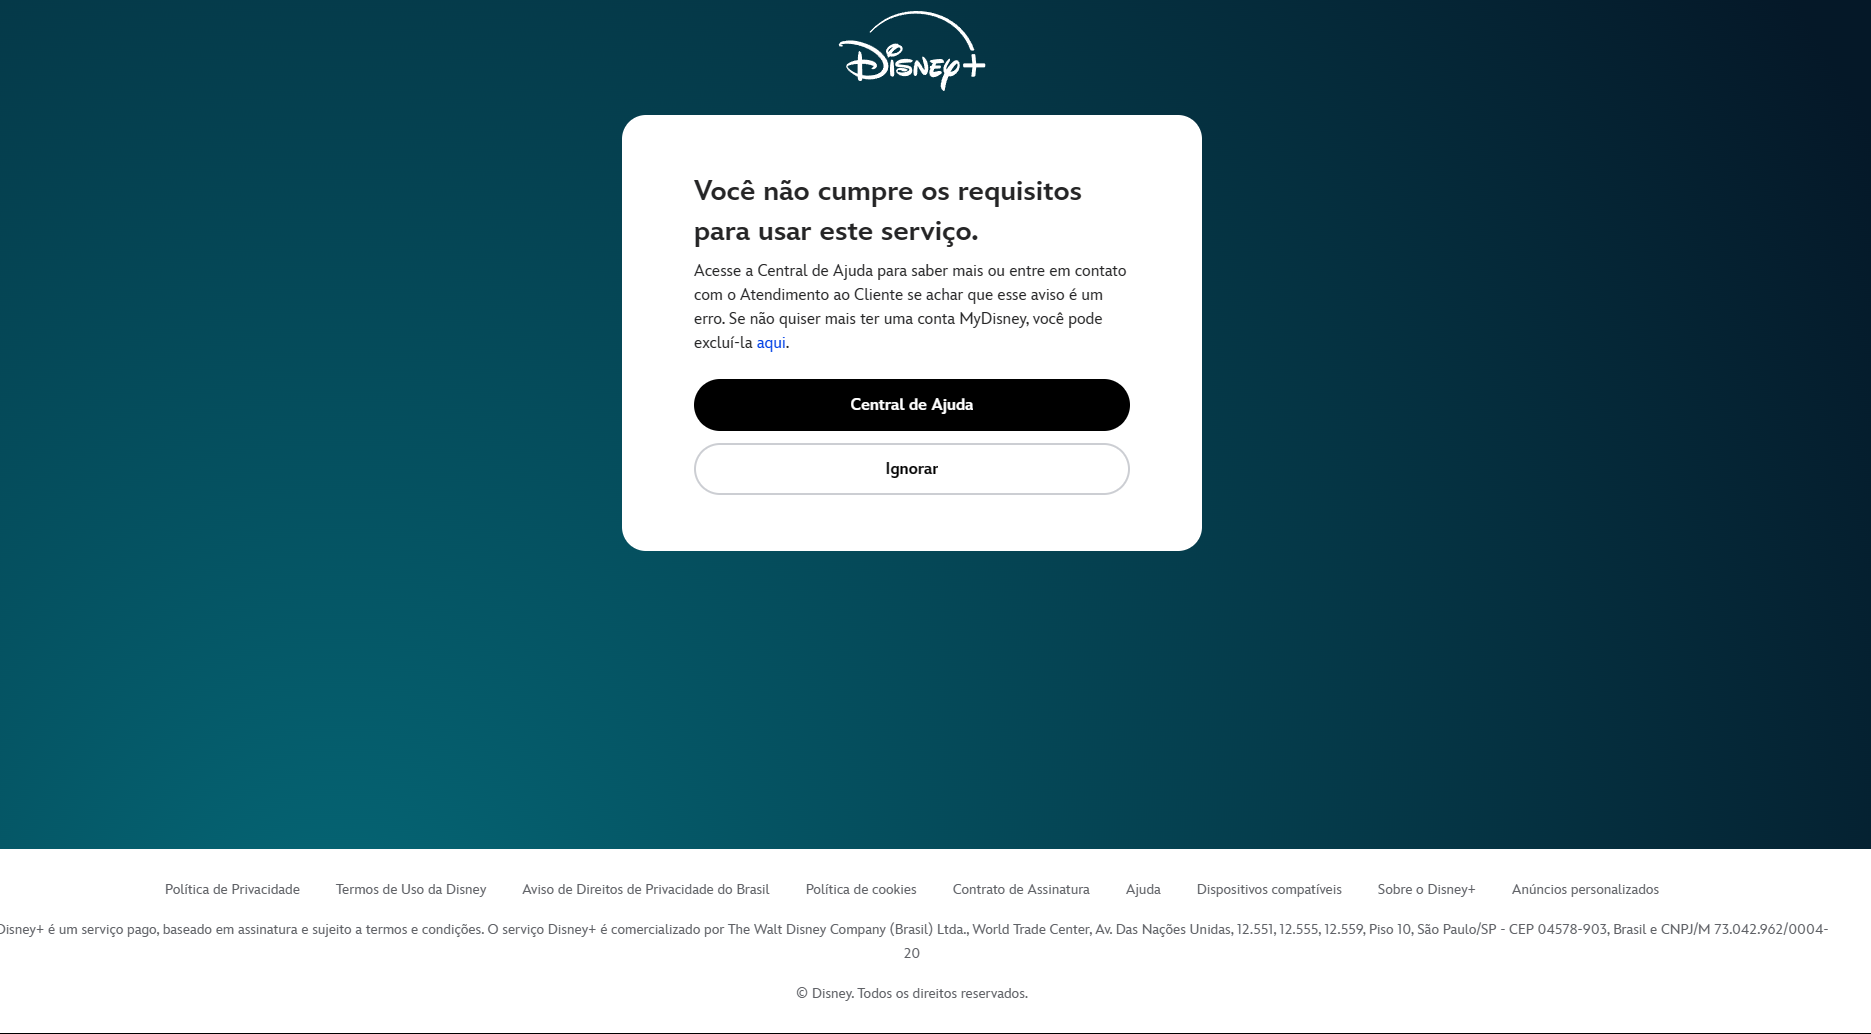 Disney+
Você não cumpre os requisitos
para usar este serviço.
Acesse a Central de Ajuda para saber mais ou entre em contato
com o Atendimento ao Cliente se achar que esse aviso é um
erro. Se não quiser mais ter uma conta MyDisney, você pode
excluí-la aqui.
Central de Ajuda
Ignorar
Política de Privacidade Termos de Uso da Disney Aviso de Direitos de Privacidade do Brasil Política de cookies Contrato de Assinatura Ajuda Dispositivos compatíveis Sobre o Disney+ Anúncios personalizados
Disney+ é um serviço pago, baseado em assinatura e sujeito a termos e condições. O serviço Disney+ é comercializado por The Walt Disney Company (Brasil) Ltda., World Trade Center, Av. Das Nações Unidas, 12.551, 12.555, 12.559, Piso 10, São Paulo/SP - CEP 04578-903, Brasil e CNPJ/M 73.042.962/0004-
20
© Disney. Todos os direitos reservados.